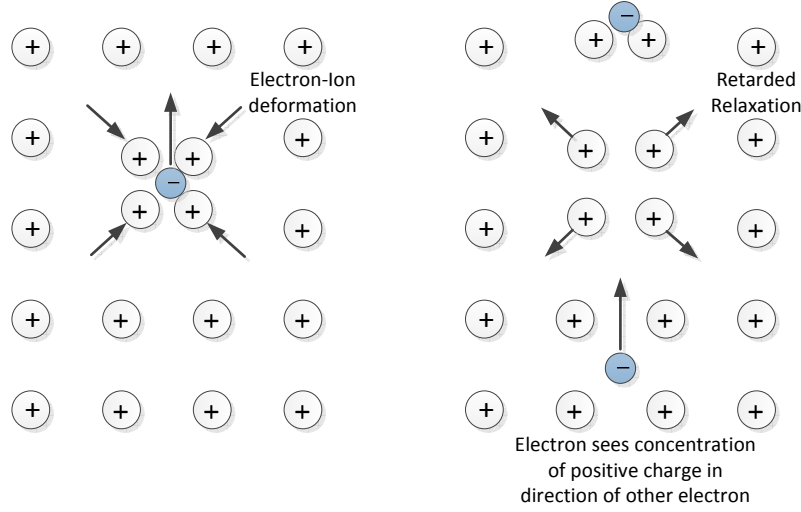 Electron-Ion
deformation
Retarded
Relaxation
Electron sees concentration
of positive charge in
direction of other electron